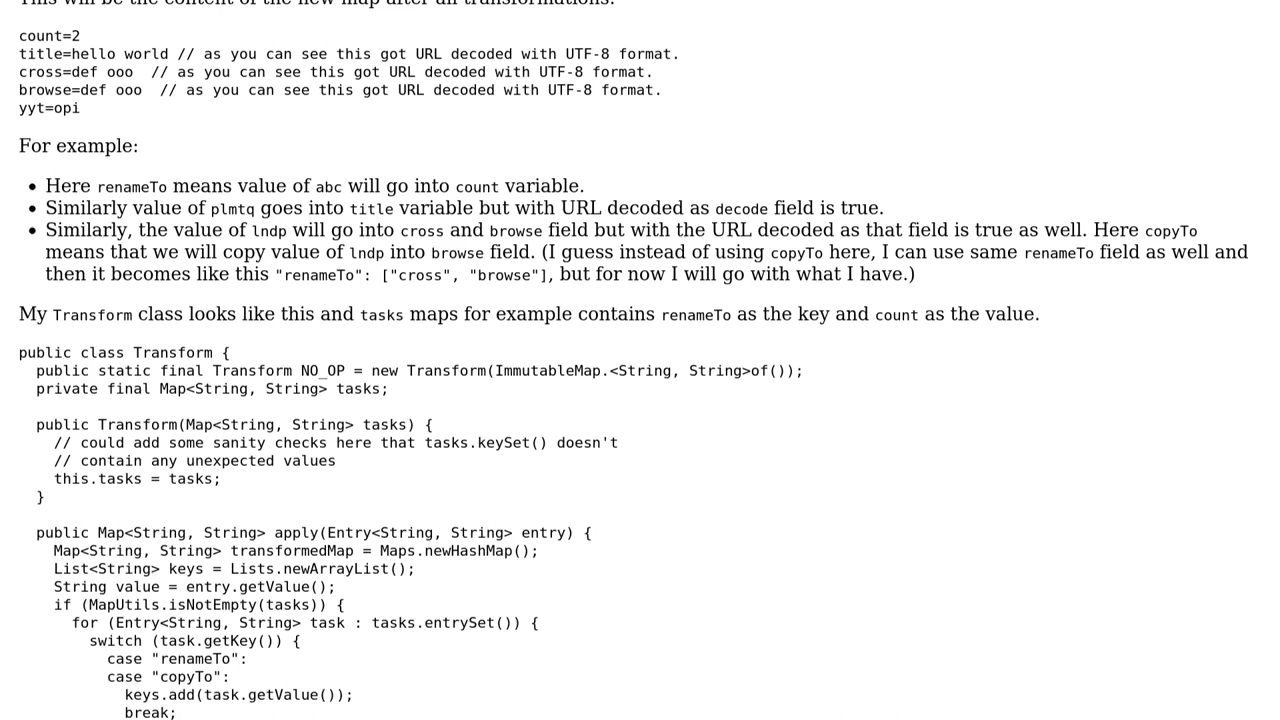 This will be the content of the new map after all transformations:
count=2
title=hello world // as you can see this got URL decoded with UTF-8 format.
cross=def ooo  // as you can see this got URL decoded with UTF-8 format.
browse=def ooo  // as you can see this got URL decoded with UTF-8 format.
yyt=opi
For example:
• Here renameTo means value of abc will go into count variable.
• Similarly value of plmtq goes into title variable but with URL decoded as decode field is true.
• Similarly, the value of lndp will go into cross and browse field but with the URL decoded as that field is true as well. Here copyTo
means that we will copy value of lndp into browse field. (I guess instead of using copyTo here, I can use same renameTo field as well and
then it becomes like this "renameTo": ["cross", "browse"], but for now I will go with what I have.)
My Transform class looks like this and tasks maps for example contains renameTo as the key and count as the value.
public class Transform {
  public static final Transform NO_OP = new Transform(ImmutableMap.<String, String>of());
  private final Map<String, String> tasks;
  public Transform(Map<String, String> tasks) {
    // could add some sanity checks here that tasks.keySet() doesn't
    // contain any unexpected values
    this.tasks = tasks;
  }
  public Map<String, String> apply(Entry<String, String> entry) {
    Map<String, String> transformedMap = Maps.newHashMap();
    List<String> keys = Lists.newArrayList();
    String value = entry.getValue();
    if (MapUtils.isNotEmpty(tasks)) {
      for (Entry<String, String> task : tasks.entrySet()) {
        switch (task.getKey()) {
          case "renameTo":
          case "copyTo":
            keys.add(task.getValue());
            break;